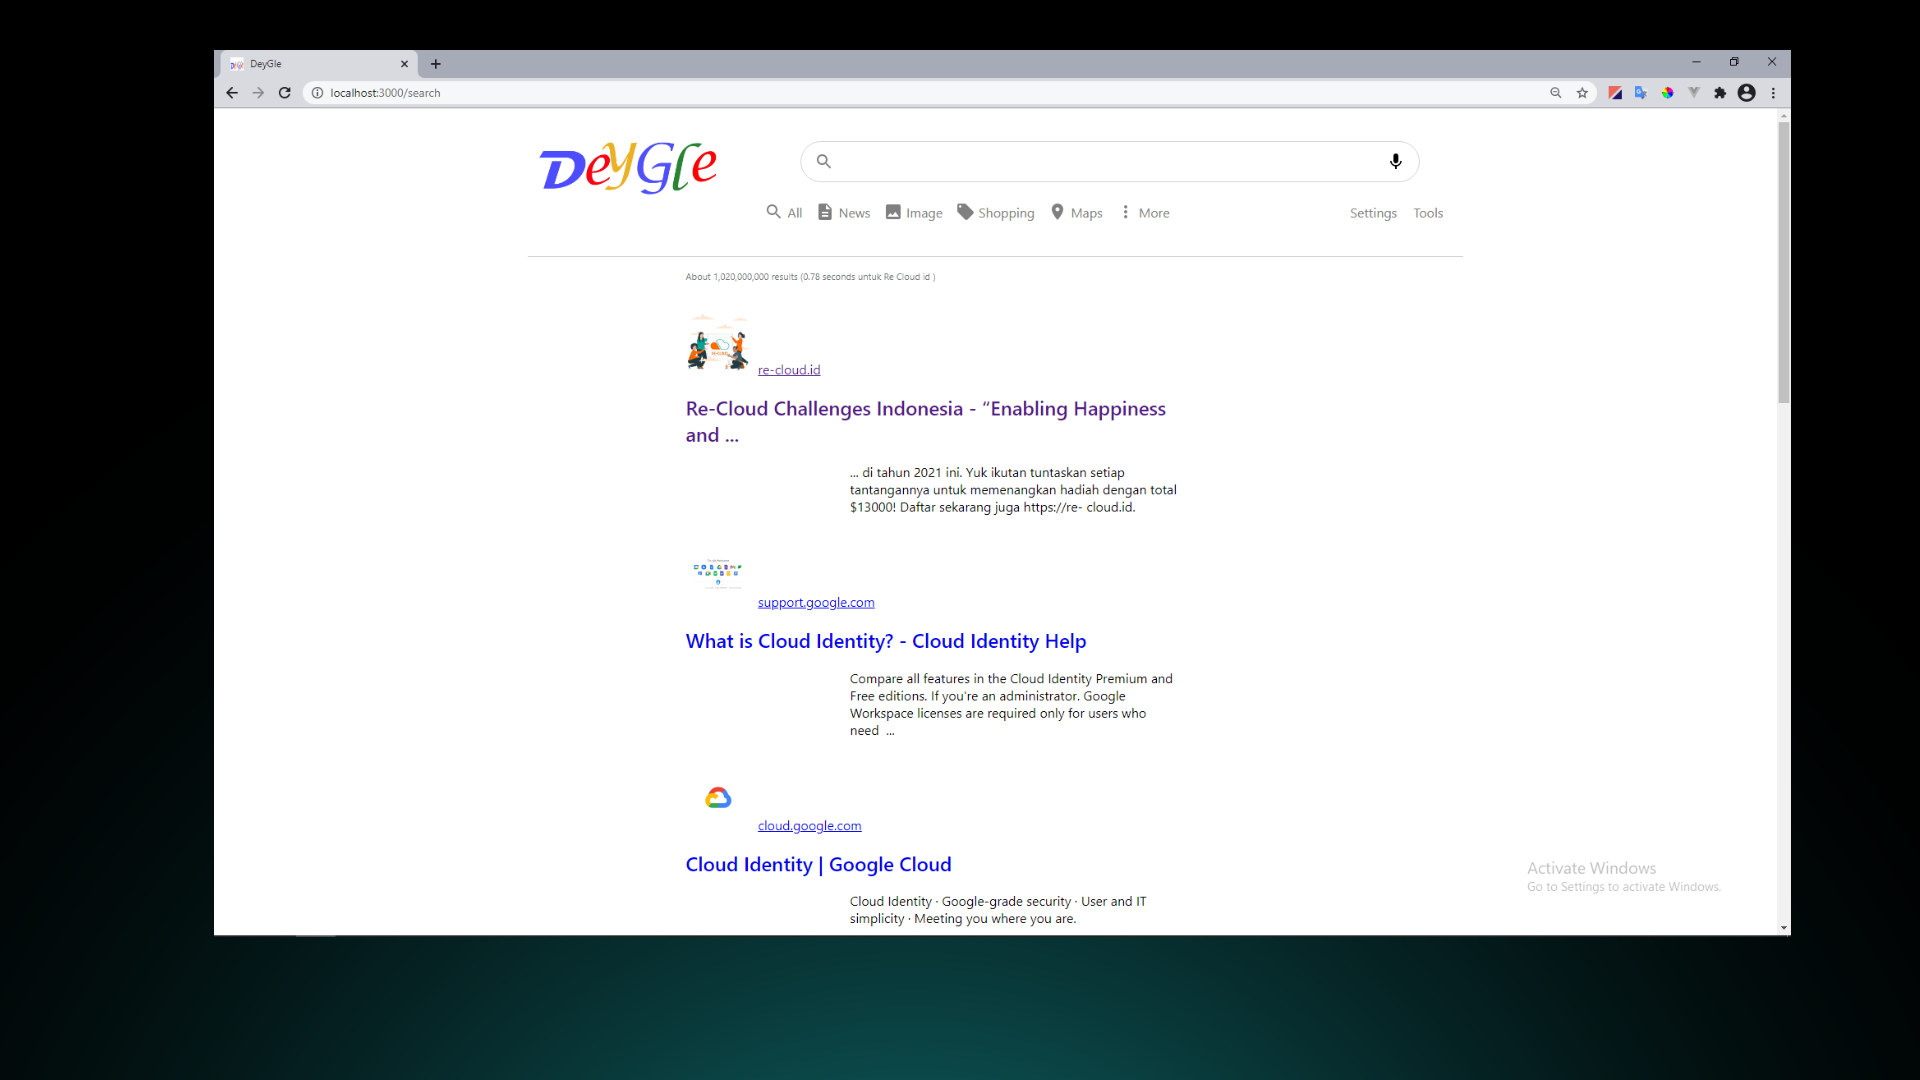 DeyGle
localhost:3000/search
DeyGle
All News Image Shopping Maps More Settings Tools
About 1,020,000,000 results (0.78 seconds untuk Re Cloud id )
re-cloud.id
Re-Cloud Challenges Indonesia - “Enabling Happiness
and ...
... di tahun 2021 ini. Yuk ikutan tuntaskan setiap
tantangannya untuk memenangkan hadiah dengan total
$13000! Daftar sekarang juga https://re- cloud.id.
support.google.com
What is Cloud Identity? - Cloud Identity Help
Compare all features in the Cloud Identity Premium and
Free editions. If you're an administrator. Google
Workspace licenses are required only for users who
need ...
cloud.google.com
Cloud Identity | Google Cloud
Cloud Identity · Google-grade security · User and IT
simplicity · Meeting you where you are.
Activate Windows
Go to Settings to activate Windows.